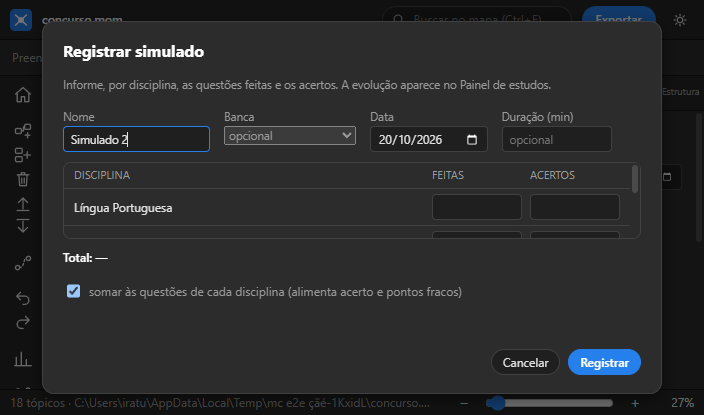 concurso.mom
Buscar no mapa (Ctrl+F)
Exportar
Preen
Estrutura
Registrar simulado
Informe, por disciplina, as questões feitas e os acertos. A evolução aparece no Painel de estudos.
Nome Banca Data Duração (min)
Simulado 2 opcional 20/10/2026 opcional
DISCIPLINA FEITAS ACERTOS
Língua Portuguesa
Total: —
somar às questões de cada disciplina (alimenta acerto e pontos fracos)
Cancelar Registrar
18 tópicos · C:\Users\iratu\AppData\Local\Temp\mc e2e çãé-1KxidL\concurso.... − + 27%